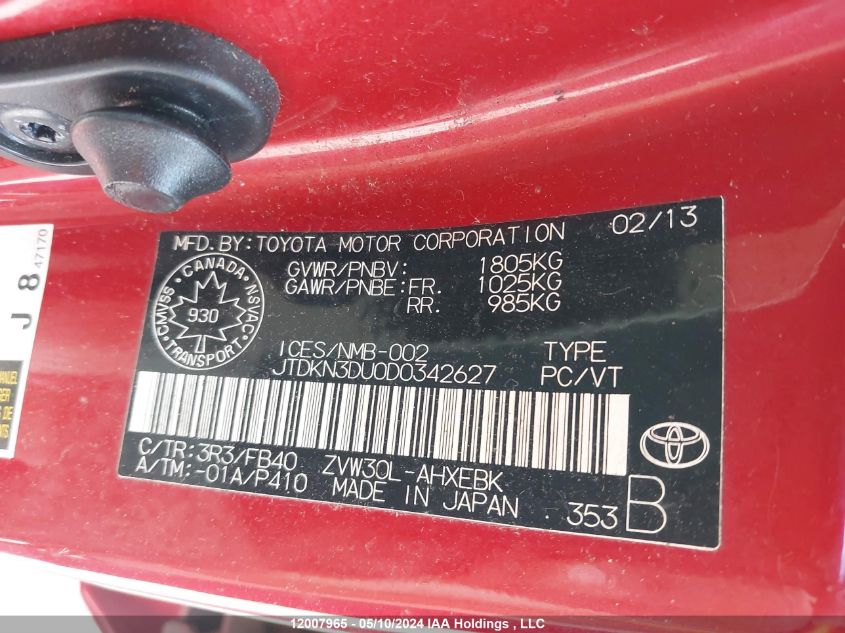 MFD. BY: TOYOTA MOTOR CORPORATION 02/13
GVWR/PNBV: 1805KG
GAWR/PNBE: FR. 1025KG
RR. 985KG
CANADA
CMVSS 930 NSVAC
TRANSPORT
ICES/NMB-002 TYPE
JTDKN3DU0D0342627 PC/VT
C/TR: 3R3/FB40 ZVW30L-AHXEBK
A/TM: -01A/P410 MADE IN JAPAN 353 B
J 8 47170
12007965 - 05/10/2024 IAA Holdings , LLC